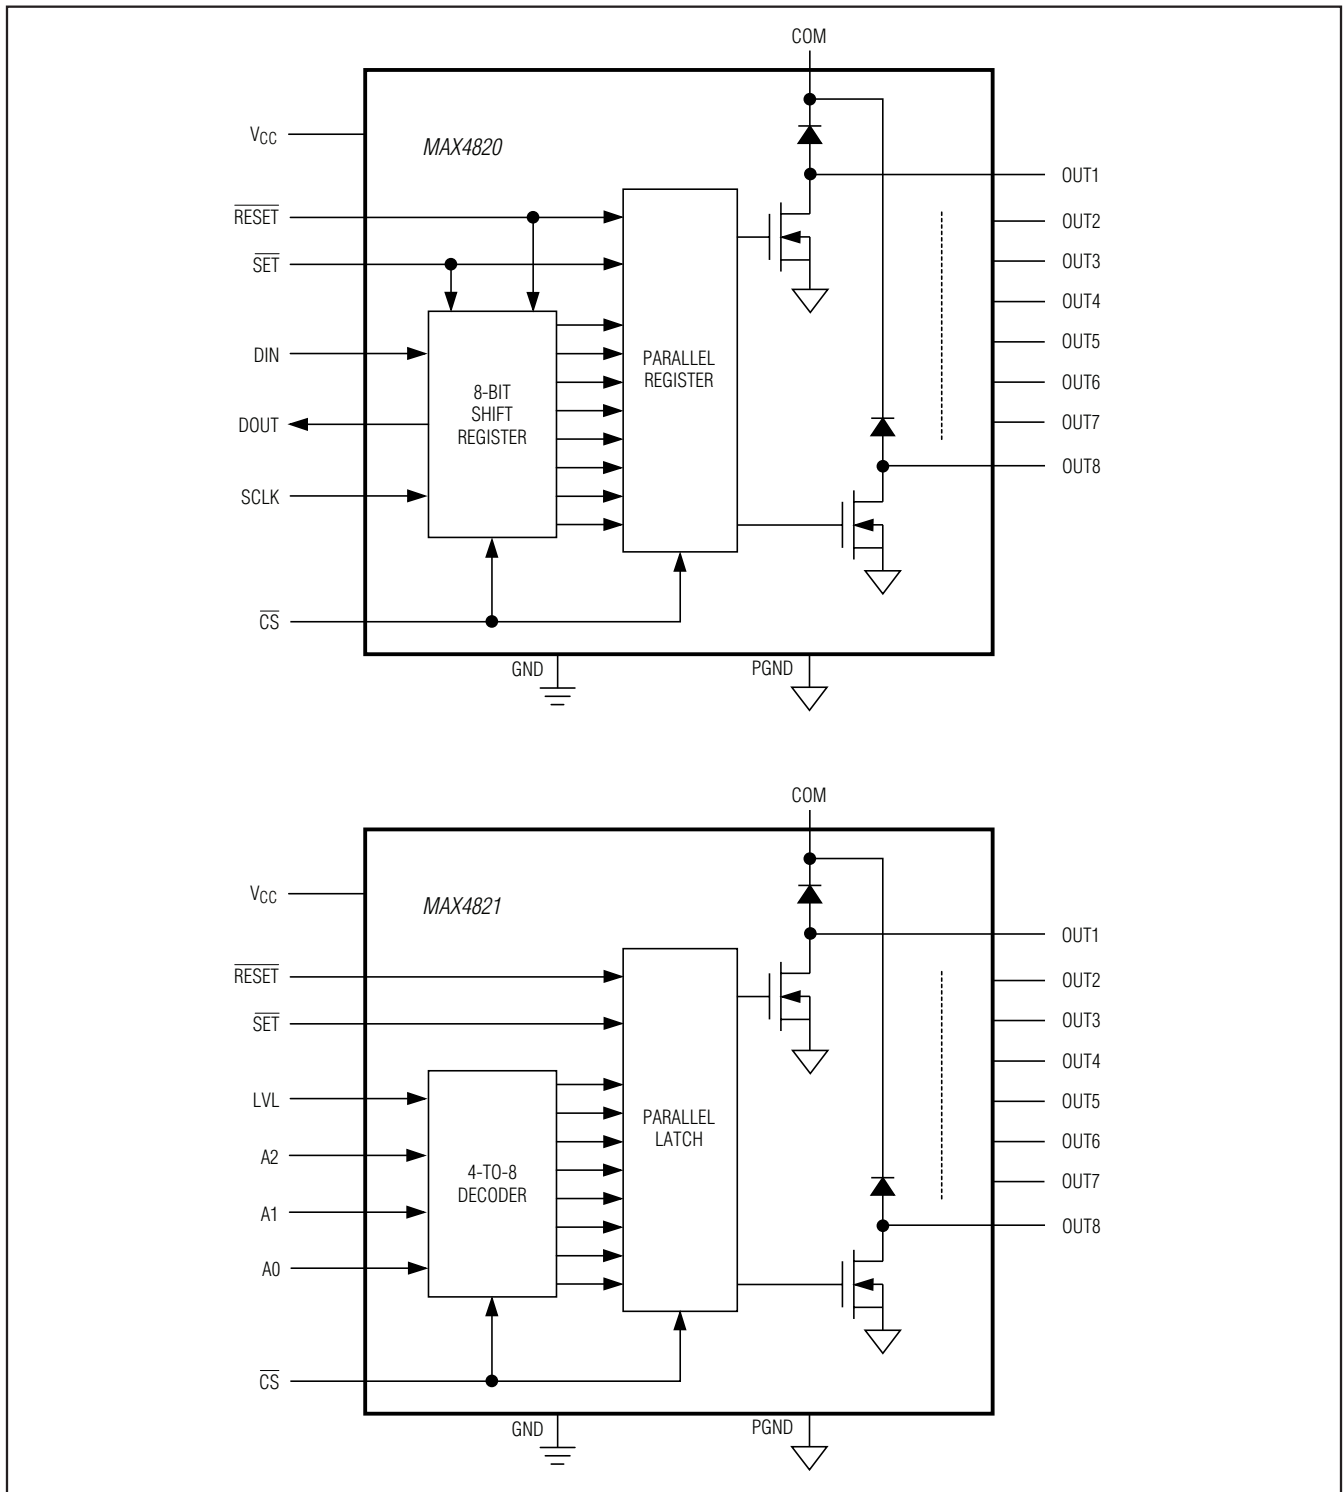 COM
VCC
MAX4820
OUT1
RESET
OUT2
SET
OUT3
OUT4
DIN
PARALLEL
REGISTER
OUT5
8-BIT
SHIFT
REGISTER
OUT6
DOUT
OUT7
OUT8
SCLK
CS
GND
PGND
COM
VCC
MAX4821
OUT1
RESET
OUT2
SET
OUT3
OUT4
LVL
PARALLEL
LATCH
OUT5
A2
4-TO-8
DECODER
OUT6
OUT7
A1
OUT8
A0
CS
GND
PGND